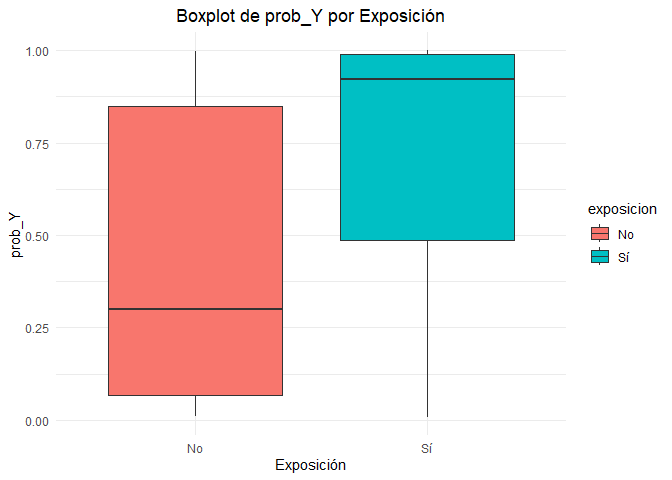 Boxplot de prob_Y por Exposición
prob_Y
1.00
0.75
0.50
0.25
0.00
No
Sí
Exposición
exposicion
No
Sí